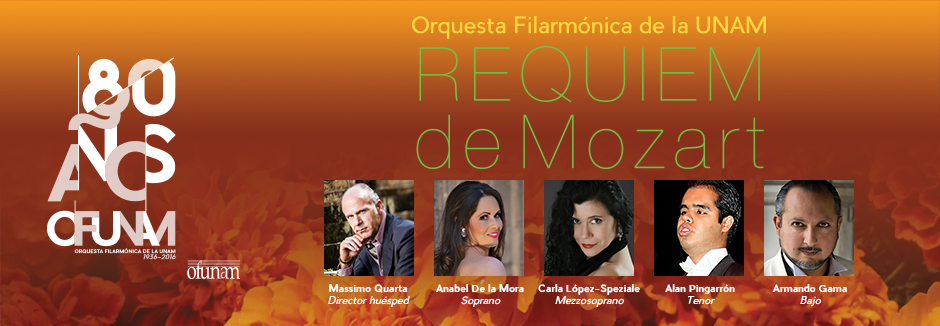 Orquesta Filarmónica de la UNAM
REQUIEM
de Mozart
80
AÑOS
OFUNAM
ORQUESTA FILARMÓNICA DE LA UNAM
1936-2016
ofunam
Massimo Quarta
Director huésped
Anabel De la Mora
Soprano
Carla López-Speziale
Mezzosoprano
Alan Pingarrón
Tenor
Armando Gama
Bajo